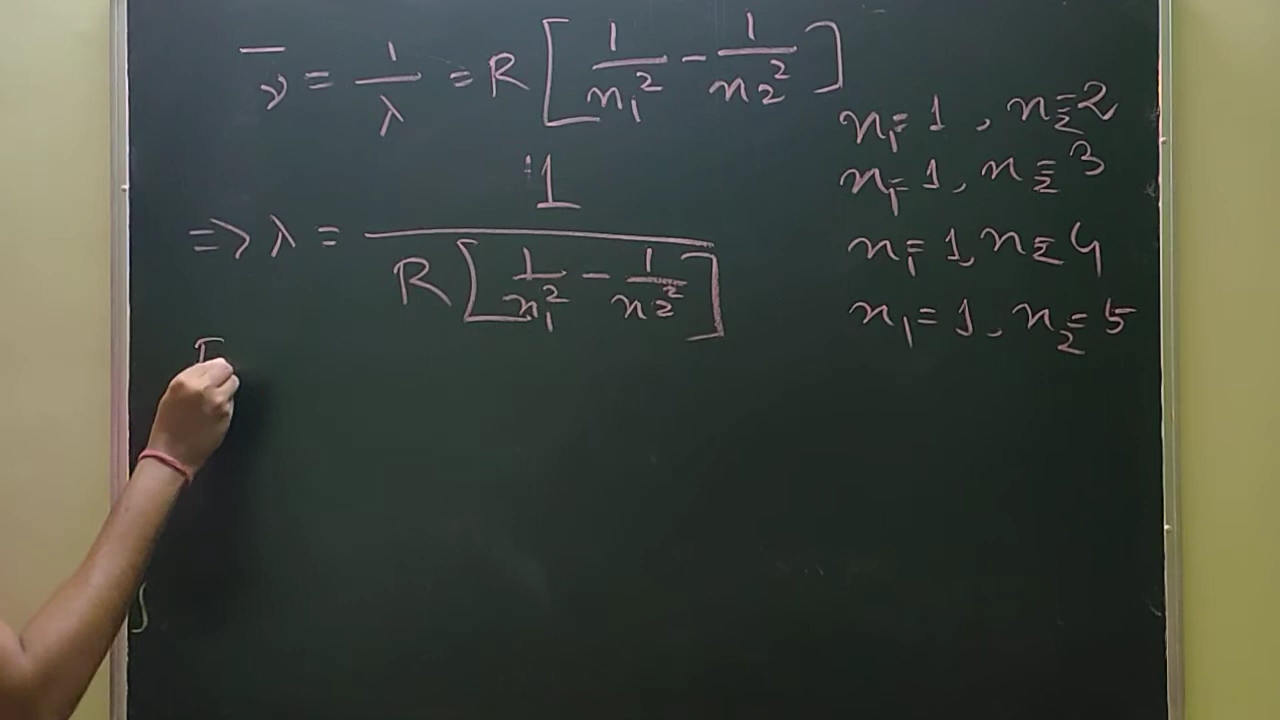 ν̅ = 1/λ = R[1/n₁² - 1/n₂²]
n₁ = 1, n₂ = 2
n₁ = 1, n₂ = 3
⇒ λ = 1/(R[1/n₁² - 1/n₂²])
n₁ = 1, n₂ = 4
n₁ = 1, n₂ = 5